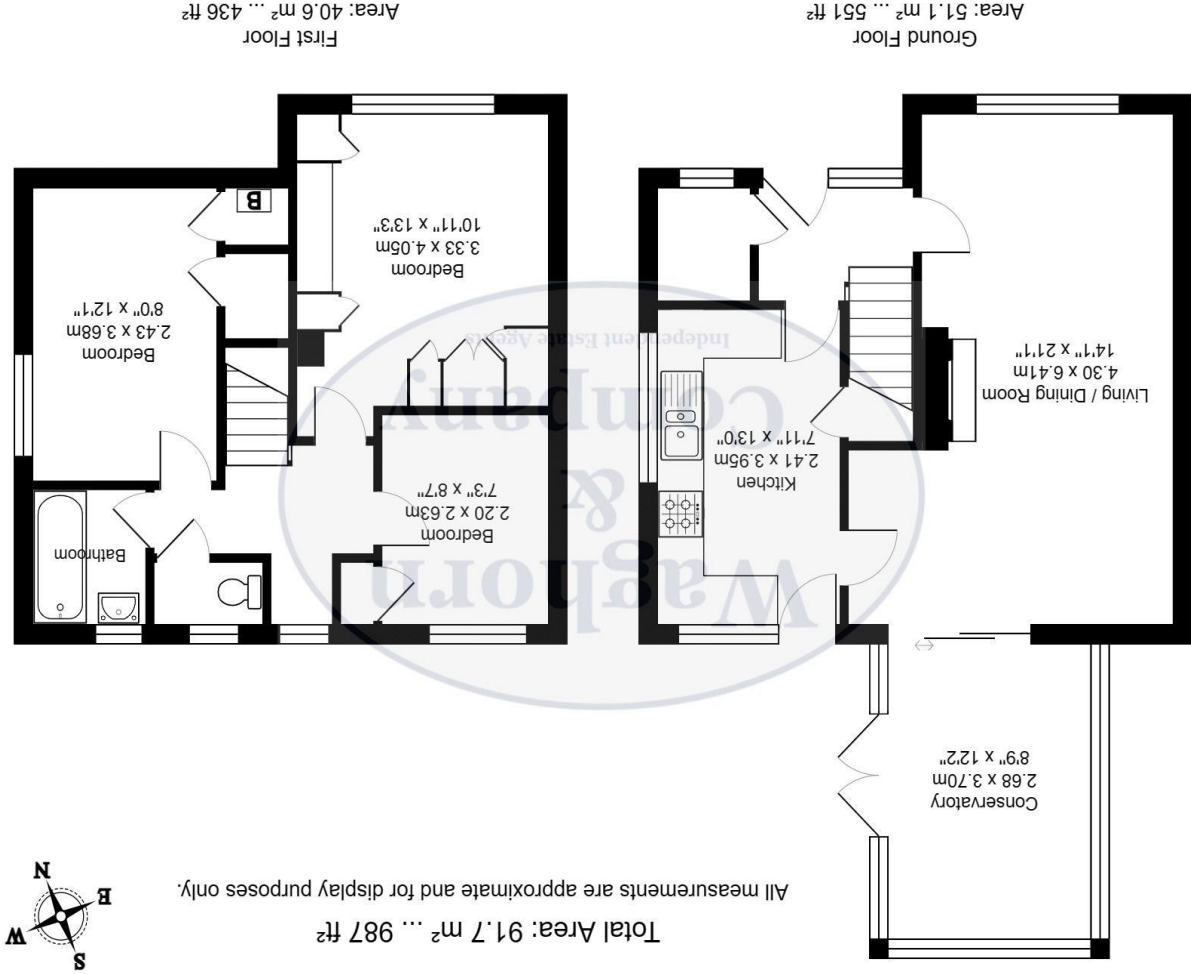 Total Area: 91.7 m² ... 987 ft²
All measurements are approximate and for display purposes only.
S
W
E
N
Conservatory
2.68 x 3.70m
8'9" x 12'2"
Waghorn
&
Company
Independent Estate Agents
Living / Dining Room
4.30 x 6.41m
14'1" x 21'1"
Kitchen
2.41 x 3.95m
7'11" x 13'0"
Ground Floor
Area: 51.1 m² ... 551 ft²
Bedroom
2.20 x 2.63m
7'3" x 8'7"
Bathroom
Bedroom
3.33 x 4.05m
10'11" x 13'3"
Bedroom
2.43 x 3.68m
8'0" x 12'1"
B
First Floor
Area: 40.6 m² ... 436 ft²